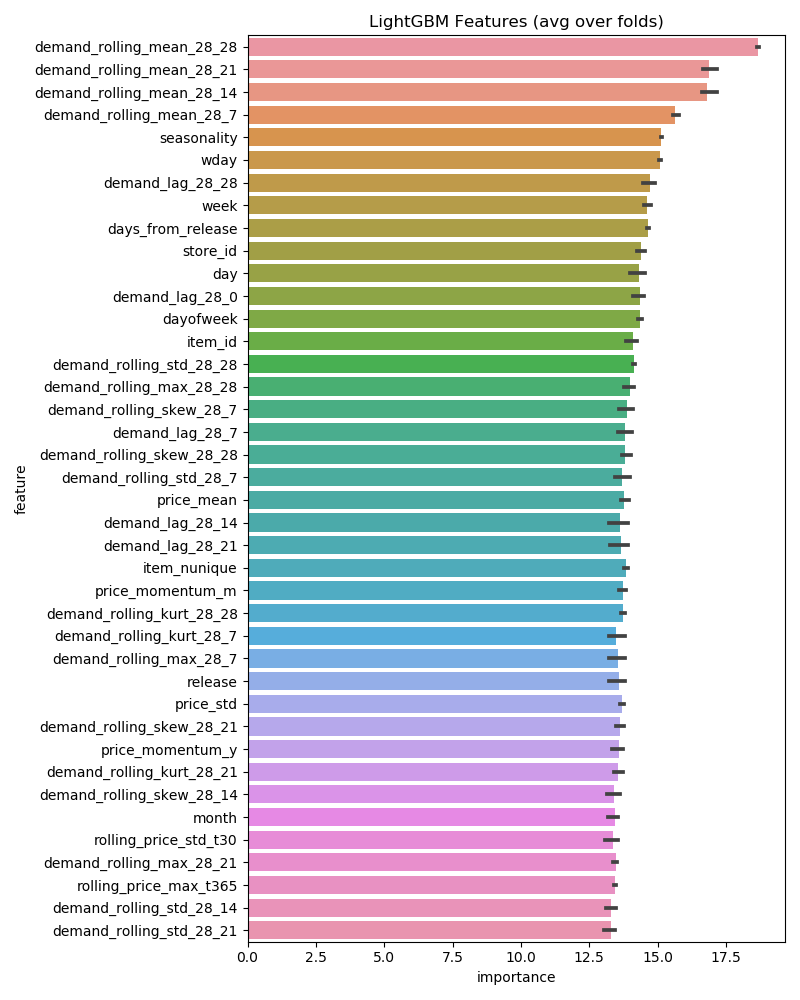 LightGBM Features (avg over folds)
feature
demand_rolling_mean_28_28
demand_rolling_mean_28_21
demand_rolling_mean_28_14
demand_rolling_mean_28_7
seasonality
wday
demand_lag_28_28
week
days_from_release
store_id
day
demand_lag_28_0
dayofweek
item_id
demand_rolling_std_28_28
demand_rolling_max_28_28
demand_rolling_skew_28_7
demand_lag_28_7
demand_rolling_skew_28_28
demand_rolling_std_28_7
price_mean
demand_lag_28_14
demand_lag_28_21
item_nunique
price_momentum_m
demand_rolling_kurt_28_28
demand_rolling_kurt_28_7
demand_rolling_max_28_7
release
price_std
demand_rolling_skew_28_21
price_momentum_y
demand_rolling_kurt_28_21
demand_rolling_skew_28_14
month
rolling_price_std_t30
demand_rolling_max_28_21
rolling_price_max_t365
demand_rolling_std_28_14
demand_rolling_std_28_21
0.0 2.5 5.0 7.5 10.0 12.5 15.0 17.5
importance